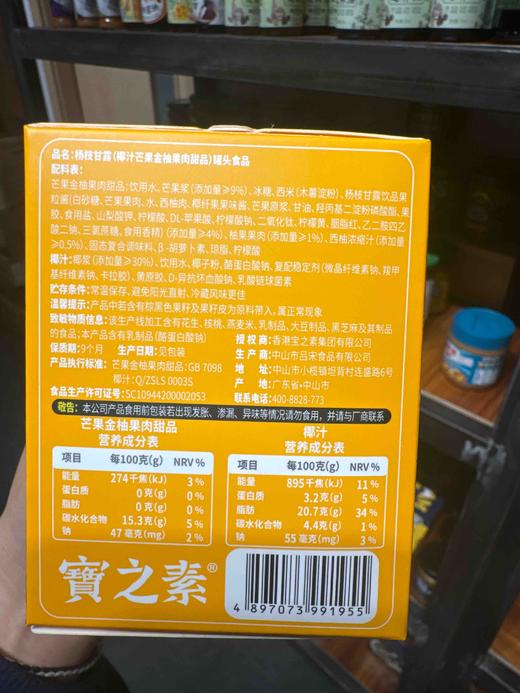 品名：杨枝甘露(椰汁芒果金柚果肉甜品)罐头食品
配料表：
芒果金柚果肉甜品：饮用水、芒果浆(添加量≥9%)、冰糖、西米(木薯淀粉)、杨枝甘露饮品果
粒酱(白砂糖、芒果果肉、水、西柚肉、椰纤果果味酱、芒果原浆、甘油、羟丙基二淀粉磷酸酯、果
胶、食用盐、山梨酸钾、柠檬酸、DL-苹果酸、柠檬酸钠、二氧化钛、柠檬黄、胭脂红、乙二胺四乙
酸二钠、三氯蔗糖、食用香精)(添加量≥4%)、柚果果肉(添加量≥1%)、西柚浓缩汁(添加量
≥0.5%)、固态复合调味料、β-胡萝卜素、琼脂、柠檬酸
椰汁：椰浆(添加量≥30%)、饮用水、椰子粉、酪蛋白酸钠、复配稳定剂(微晶纤维素钠、羧甲
基纤维素钠、卡拉胶)、黄原胶、D-异抗坏血酸钠、乳酸链球菌素
贮存条件：常温保存、避免阳光直射、冷藏风味更佳
温馨提示：产品中若含有棕黑色果籽及果籽皮为原料带入，属正常现象
致敏物质信息：该生产线加工含有花生、核桃、燕麦米、乳制品、大豆制品、黑芝麻及其制品
的食品；本产品含有乳制品(酪蛋白酸钠) 授权商：香港宝之素集团有限公司
保质期：9个月 生产日期：见包装 生产商：中山市品宋食品有限公司
产品执行标准：芒果金柚果肉甜品：GB 7098 地 址：中山市小榄镇坦背村连盛路6号
椰汁：Q/ZSLS 0003S 产 地：广东省·中山市
食品生产许可证号：SC10944200002053 联系电话：400-8828-773
敬告：本公司产品食用前包装若出现发胀、渗漏、异味等情况请勿食用，并请与厂商联系
芒果金柚果肉甜品 椰汁
营养成分表 营养成分表
项目 每100克(g) NRV % 项目 每100克(g) NRV %
能量 274千焦(kJ) 3 % 能量 895千焦(kJ) 11 %
蛋白质 0 克(g) 0 % 蛋白质 3.2克(g) 5 %
脂肪 0 克(g) 0 % 脂肪 20.7克(g) 34 %
碳水化合物 15.3克(g) 5 % 碳水化合物 4.4克(g) 1 %
钠 47 毫克(mg) 2 % 钠 55 毫克(mg) 3 %
寶之素®
4 897073 991955